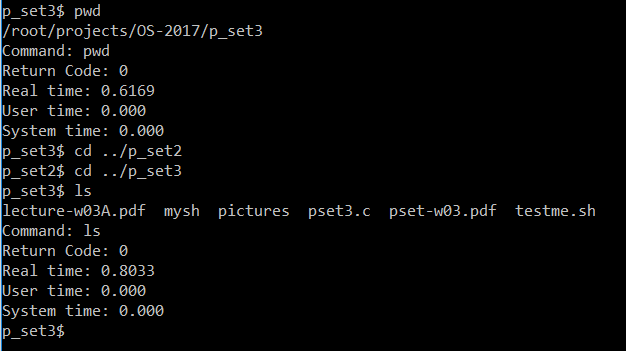 p_set3$ pwd
/root/projects/OS-2017/p_set3
Command: pwd
Return Code: 0
Real time: 0.6169
User time: 0.000
System time: 0.000
p_set3$ cd ../p_set2
p_set2$ cd ../p_set3
p_set3$ ls
lecture-w03A.pdf  mysh  pictures  pset3.c  pset-w03.pdf  testme.sh
Command: ls
Return Code: 0
Real time: 0.8033
User time: 0.000
System time: 0.000
p_set3$